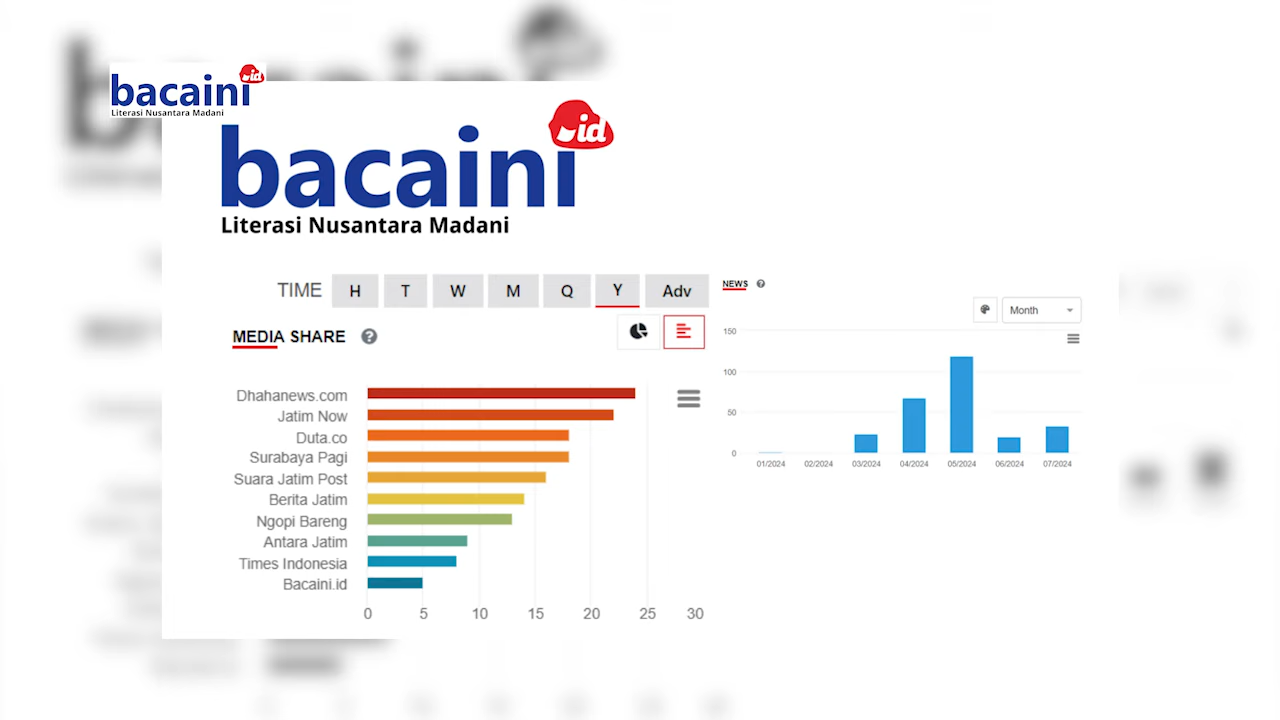 bacaini.id
Literasi Nusantara Madani
bacaini.id
Literasi Nusantara Madani
TIME H T W M Q Y Adv
MEDIA SHARE ?
Dhahanews.com
Jatim Now
Duta.co
Surabaya Pagi
Suara Jatim Post
Berita Jatim
Ngopi Bareng
Antara Jatim
Times Indonesia
Bacaini.id
0 5 10 15 20 25 30
NEWS ?
Month
150
100
50
0
01/2024 02/2024 03/2024 04/2024 05/2024 06/2024 07/2024